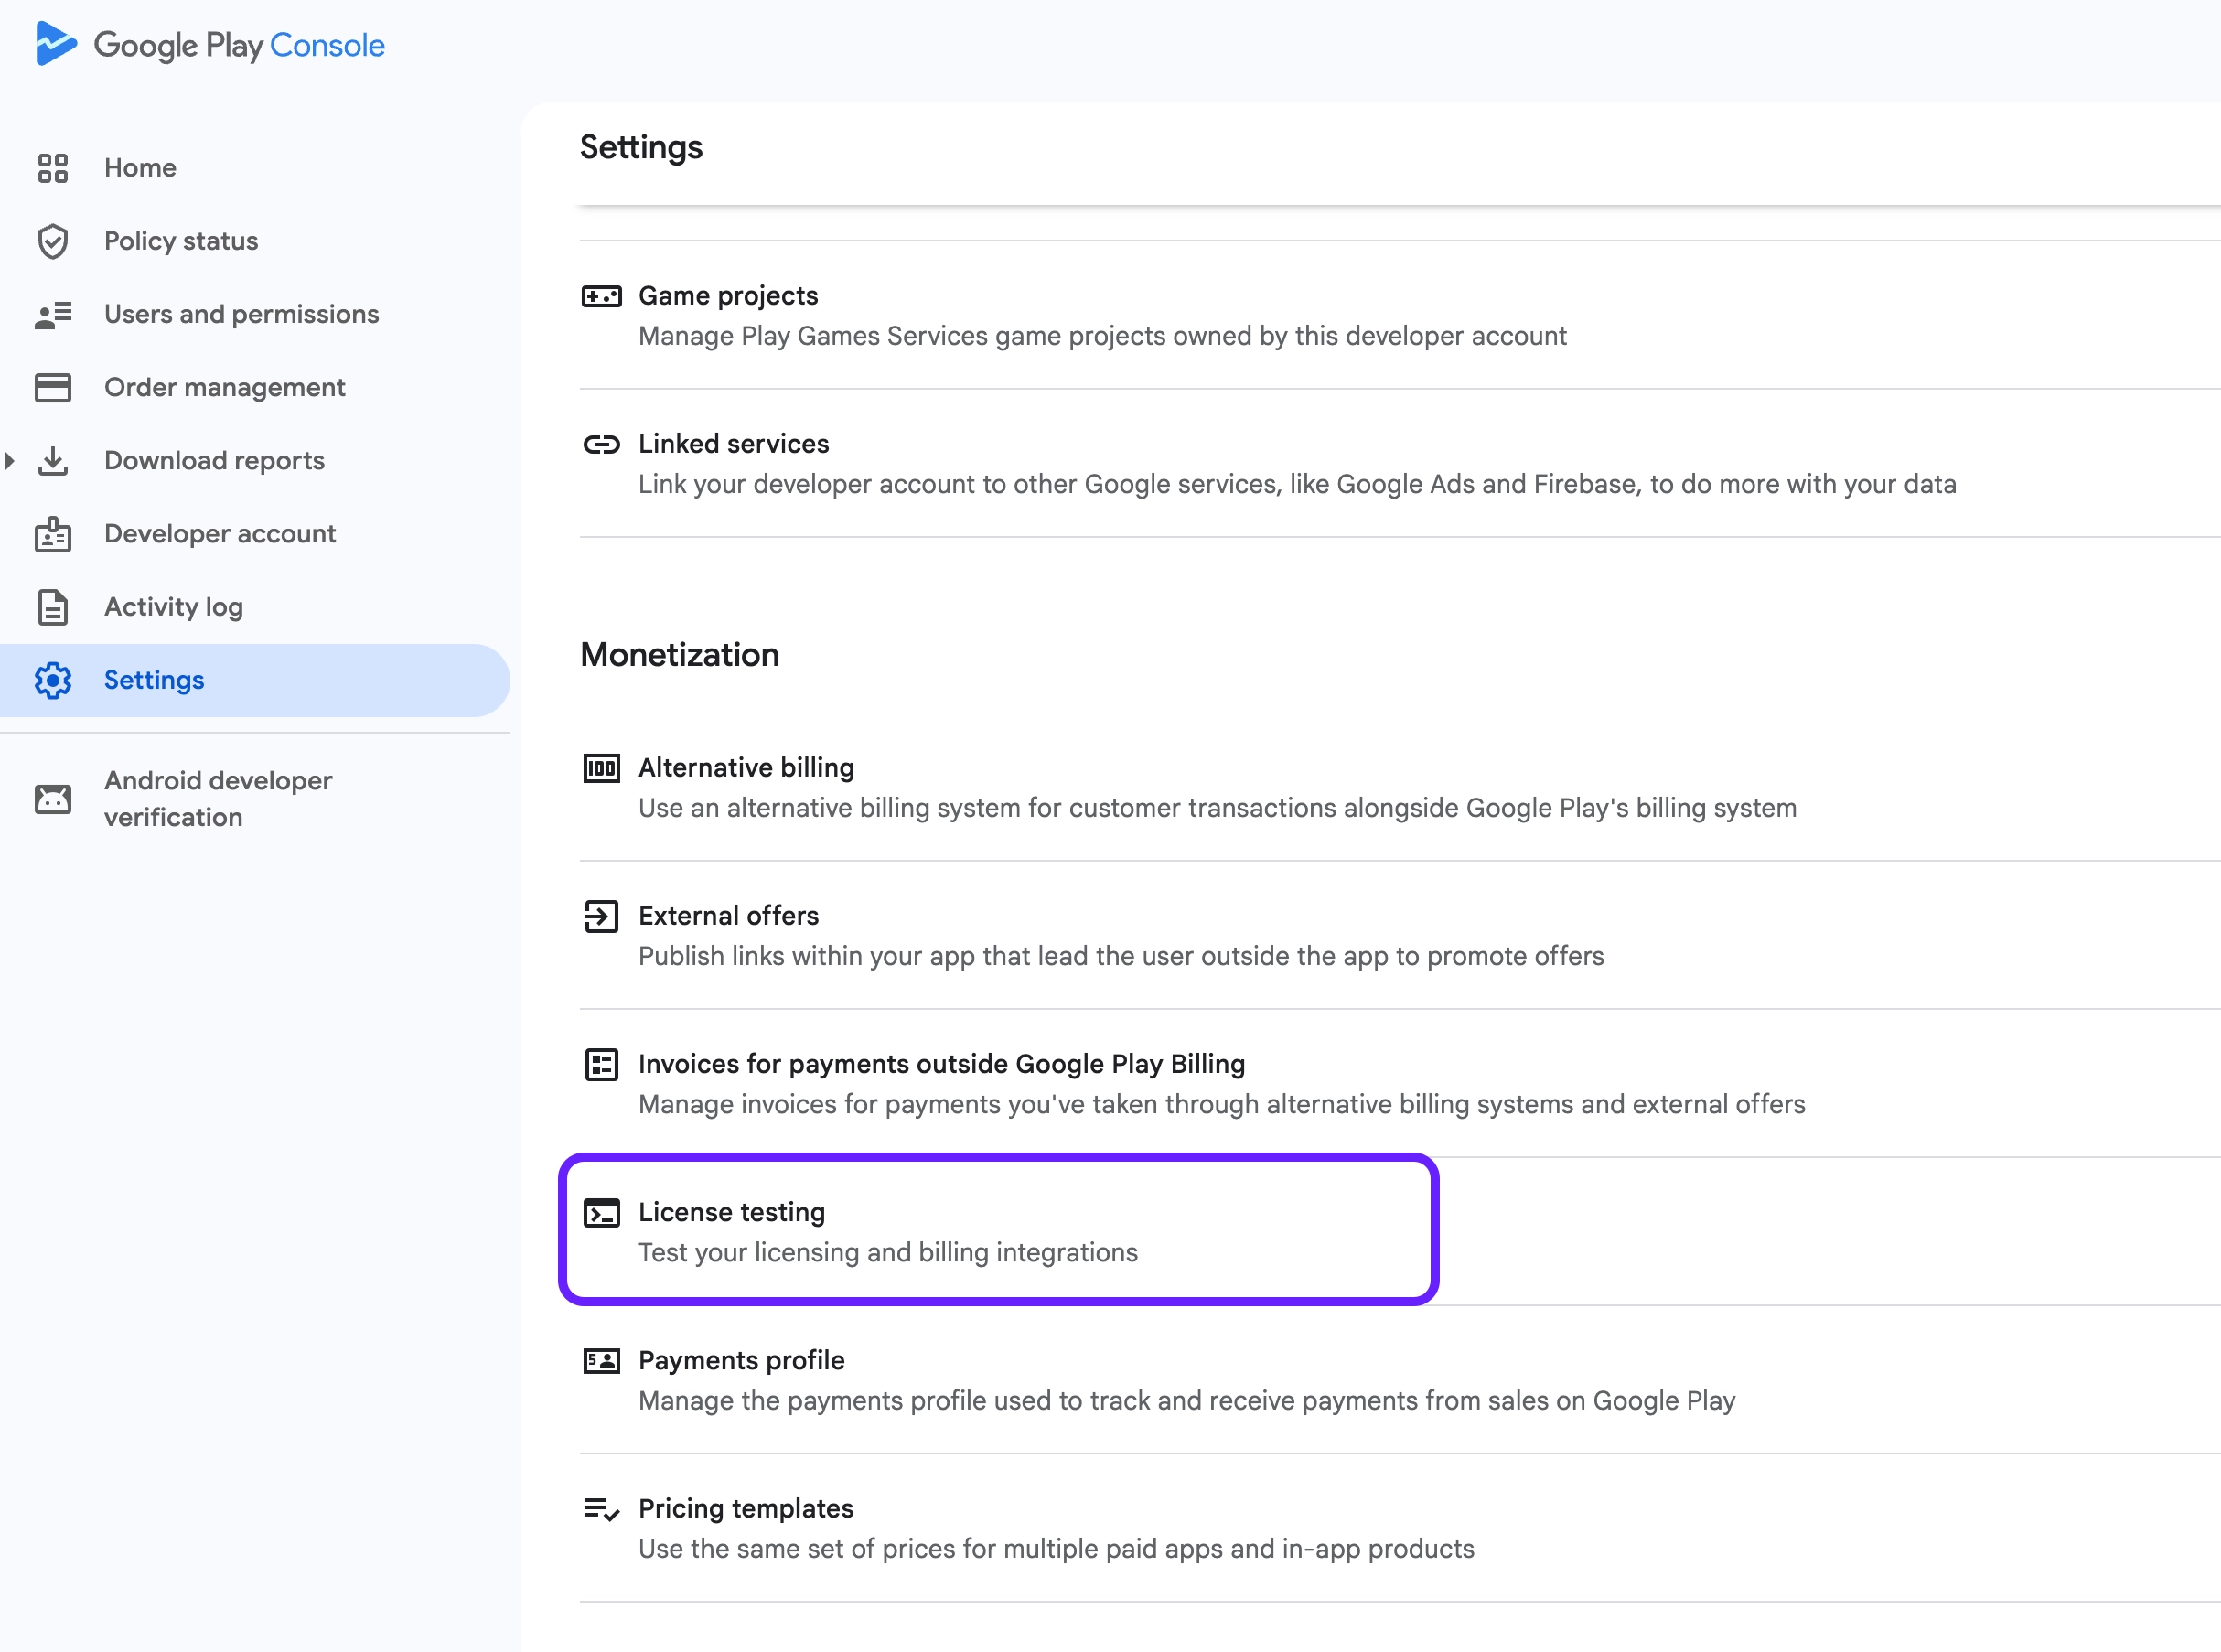 Google Play Console
Home
Policy status
Users and permissions
Order management
Download reports
Developer account
Activity log
Settings
Android developer
verification
Settings
Game projects
Manage Play Games Services game projects owned by this developer account
Linked services
Link your developer account to other Google services, like Google Ads and Firebase, to do more with your data
Monetization
Alternative billing
Use an alternative billing system for customer transactions alongside Google Play's billing system
External offers
Publish links within your app that lead the user outside the app to promote offers
Invoices for payments outside Google Play Billing
Manage invoices for payments you've taken through alternative billing systems and external offers
License testing
Test your licensing and billing integrations
Payments profile
Manage the payments profile used to track and receive payments from sales on Google Play
Pricing templates
Use the same set of prices for multiple paid apps and in-app products